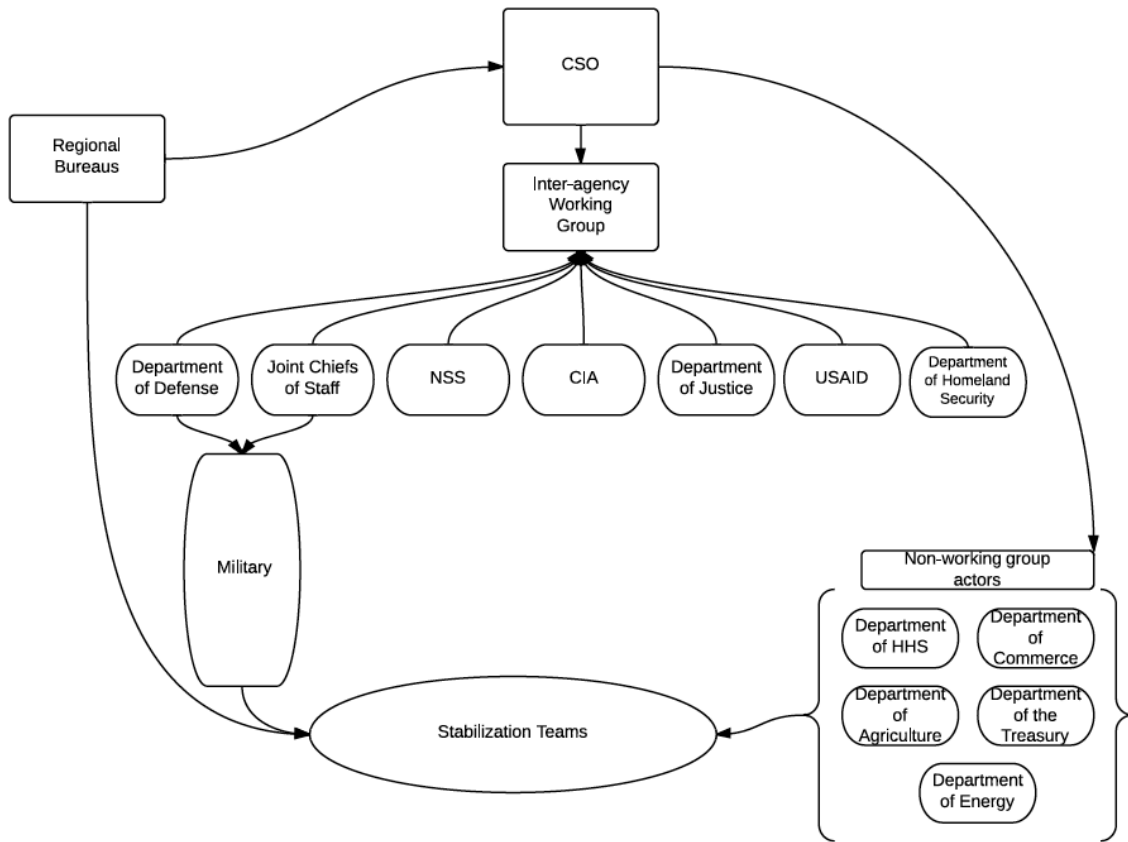 CSO
Regional
Bureaus
Inter-agency
Working
Group
Department
of Defense
Joint Chiefs
of Staff
NSS
CIA
Department
of Justice
USAID
Department
of Homeland
Security
Military
Non-working group
actors
Department
of HHS
Department
of
Commerce
Department
of
Agriculture
Department
of the
Treasury
Department
of Energy
Stabilization Teams